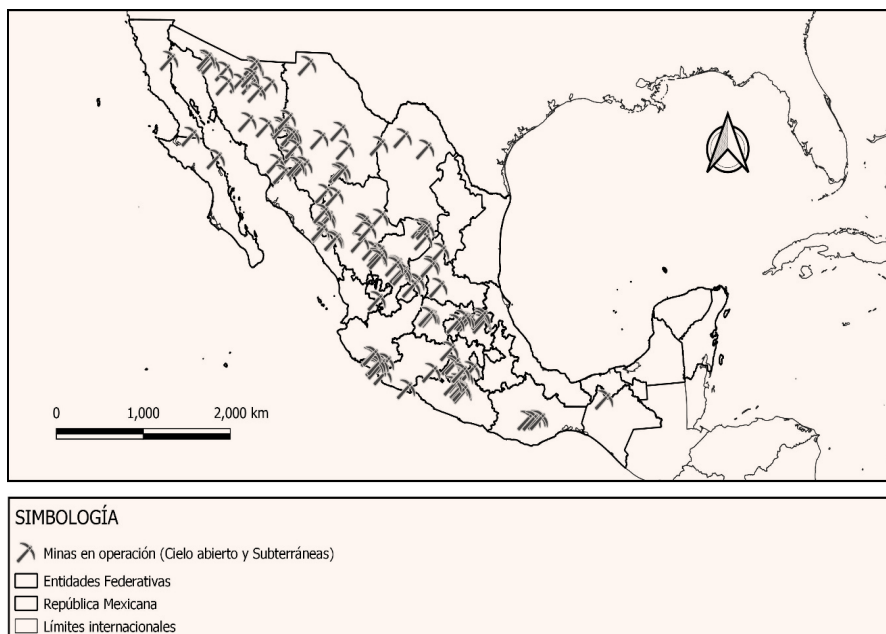 0 1,000 2,000 km
SIMBOLOGÍA
Minas en operación (Cielo abierto y Subterráneas)
Entidades Federativas
República Mexicana
Límites internacionales